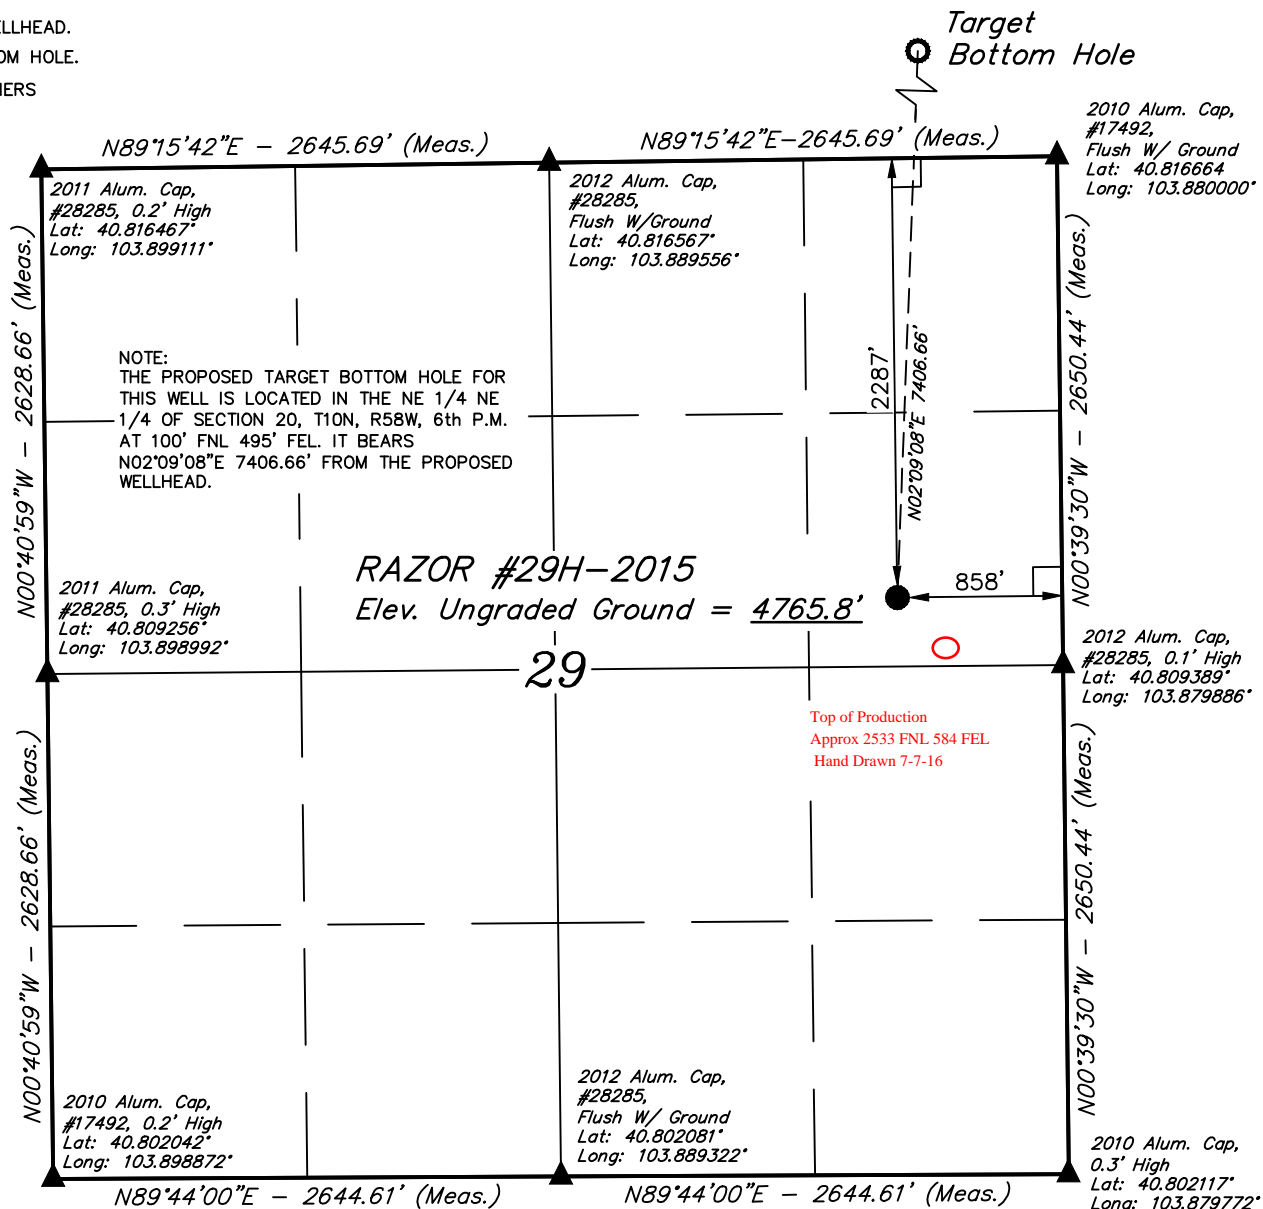 ELLHEAD.
OM HOLE.
ERS
Target
Bottom Hole
N89°15'42"E - 2645.69' (Meas.)
N89°15'42"E-2645.69' (Meas.)
2010 Alum. Cap,
#17492,
Flush W/ Ground
Lat: 40.816664
Long: 103.880000°
2011 Alum. Cap,
#28285, 0.2' High
Lat: 40.816467°
Long: 103.899111°
2012 Alum. Cap,
#28285,
Flush W/Ground
Lat: 40.816567°
Long: 103.889556°
N00°40'59"W - 2628.66' (Meas.)
NOTE:
THE PROPOSED TARGET BOTTOM HOLE FOR
THIS WELL IS LOCATED IN THE NE 1/4 NE
1/4 OF SECTION 20, T10N, R58W, 6th P.M.
AT 100' FNL 495' FEL. IT BEARS
N02°09'08"E 7406.66' FROM THE PROPOSED
WELLHEAD.
2287'
N02°09'08"E 7406.66'
N00°39'30"W - 2650.44' (Meas.)
RAZOR #29H-2015
Elev. Ungraded Ground = 4765.8'
858'
2011 Alum. Cap,
#28285, 0.3' High
Lat: 40.809256°
Long: 103.898992°
29
2012 Alum. Cap,
#28285, 0.1' High
Lat: 40.809389°
Long: 103.879886°
Top of Production
Approx 2533 FNL 584 FEL
Hand Drawn 7-7-16
N00°40'59"W - 2628.66' (Meas.)
N00°39'30"W - 2650.44' (Meas.)
2010 Alum. Cap,
#17492, 0.2' High
Lat: 40.802042°
Long: 103.898872°
2012 Alum. Cap,
#28285,
Flush W/ Ground
Lat: 40.802081°
Long: 103.889322°
2010 Alum. Cap,
0.3' High
Lat: 40.802117°
Long: 103.879772°
N89°44'00"E - 2644.61' (Meas.)
N89°44'00"E - 2644.61' (Meas.)